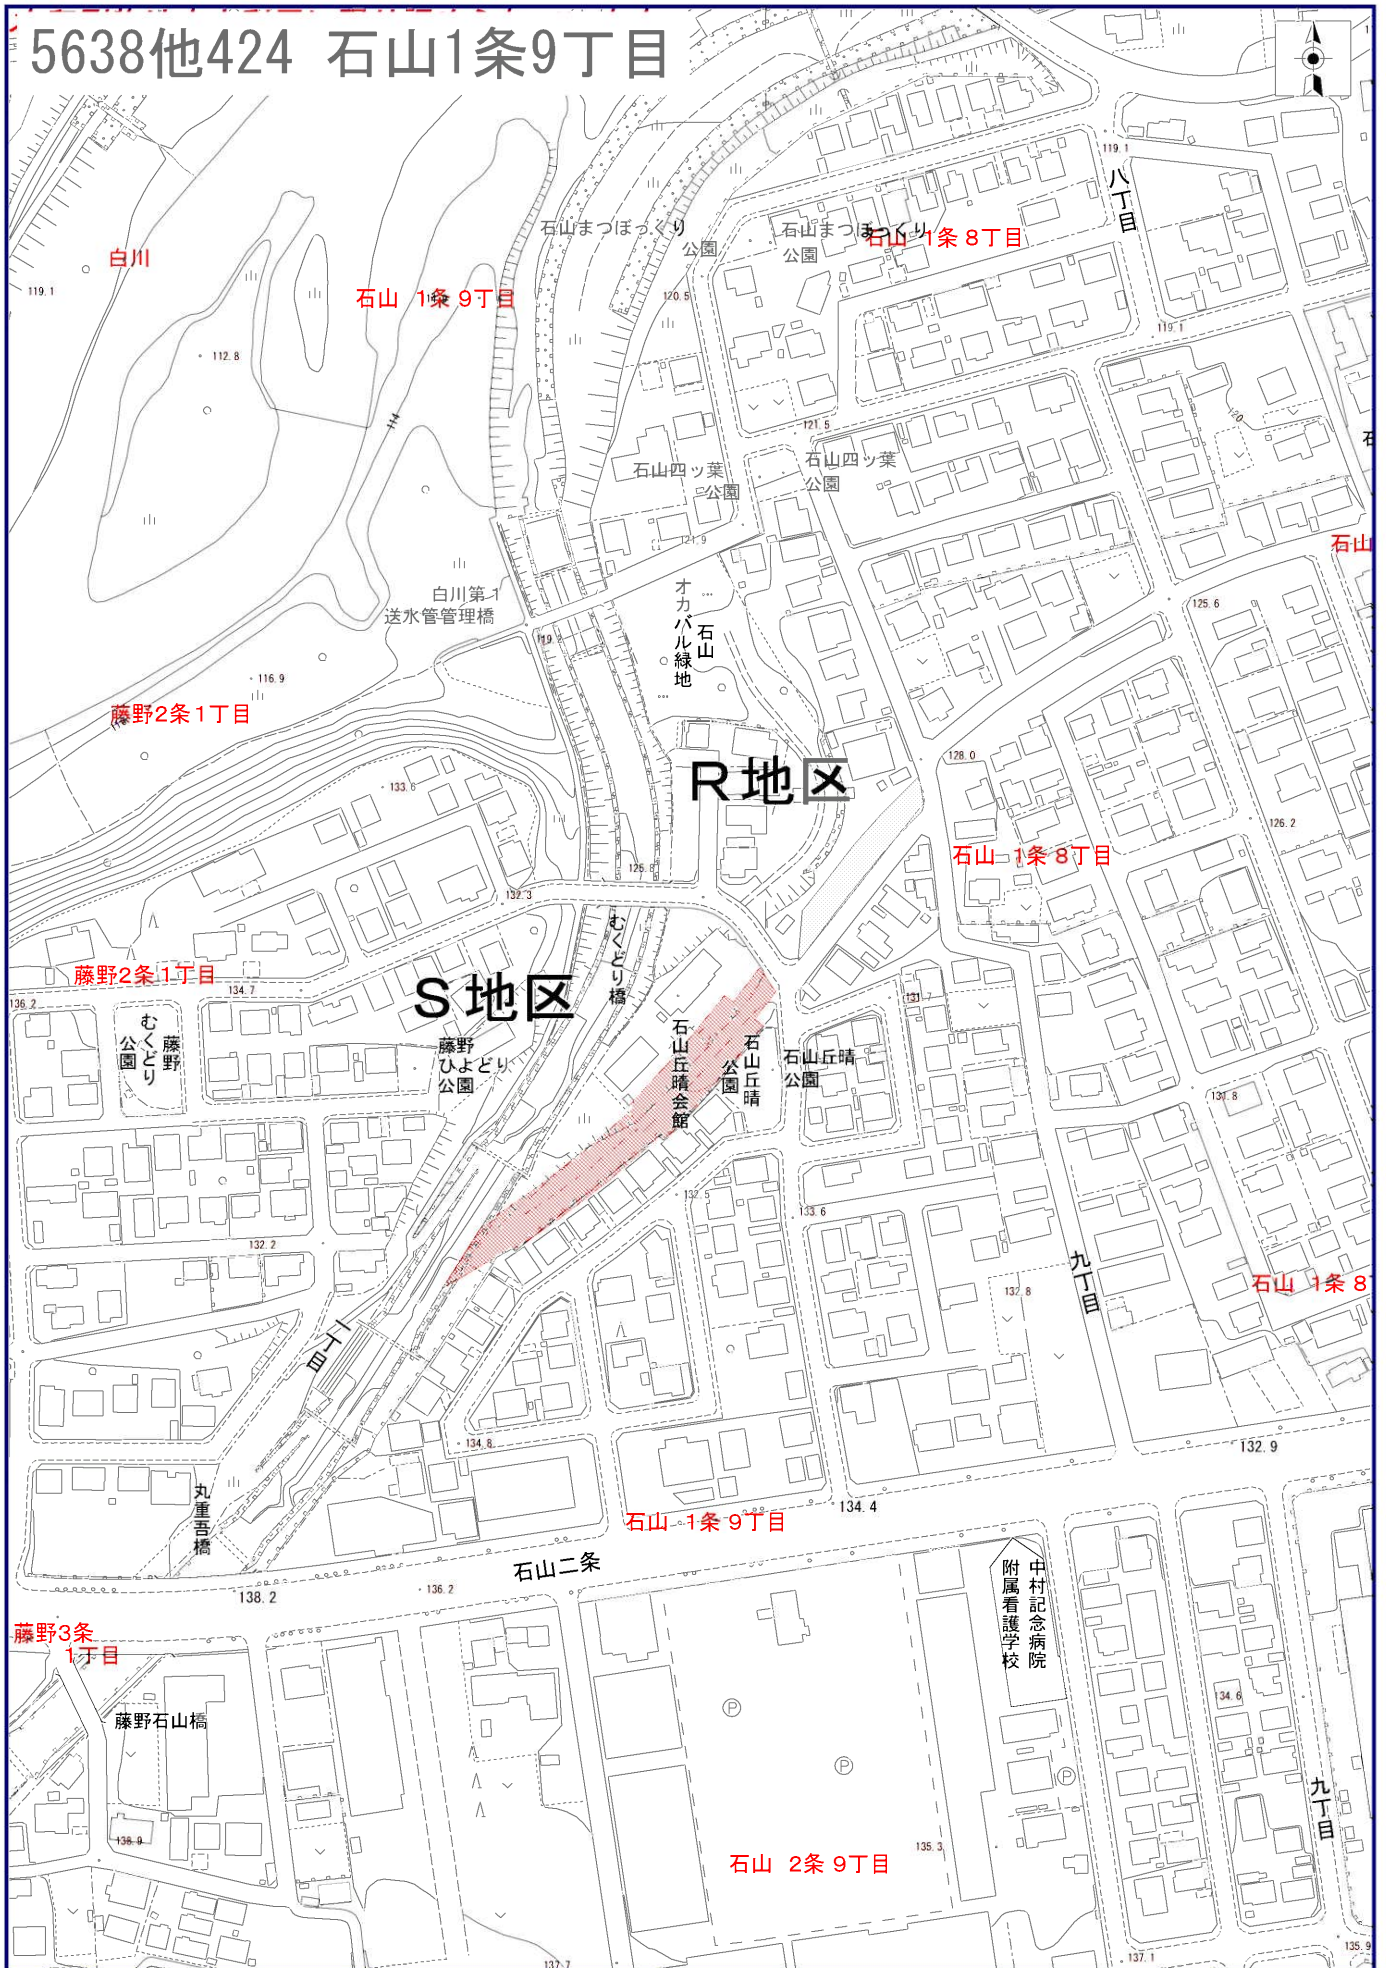 5638他424 石山1条9丁目
119.1
八丁目
石山まつぼっくり
公園
石山まつぼっくり
公園
石山 1条 8丁目
白川
119.1
石山 1条 9丁目
120.5
119.1
112.8
114
121.5
120
石山四ッ葉
公園
石山四ッ葉
公園
121.9
石山
白川第1
送水管管理橋
オカバル緑地
石山
125.6
119.2
116.9
藤野2条1丁目
128.0
R地区
133.6
126.2
石山 1条 8丁目
125.8
132.3
むくどり橋
藤野2条1丁目
134.7
S地区
136.2
131.7
藤野
むくどり
公園
藤野
ひよどり
公園
石山丘晴会館
石山丘晴
公園
石山丘晴
公園
131.8
132.5
133.6
132.2
九丁目
132.8
石山 1条 8
一丁目
134.8
132.9
丸重吾橋
134.4
石山 1条 9丁目
石山二条
138.2
136.2
中村記念病院
附属看護学校
藤野3条
1丁目
134.6
藤野石山橋
P
P
P
九丁目
138.9
135.3
石山 2条 9丁目
135.9
137.1
137.7